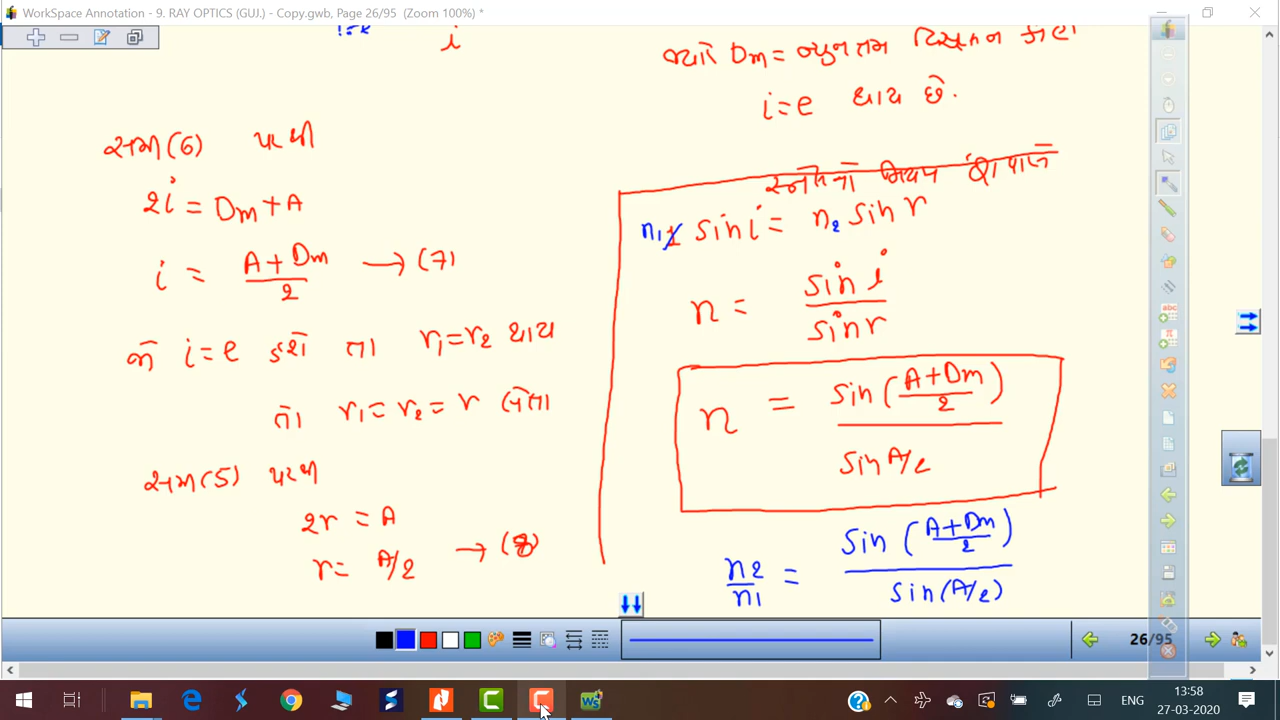 WorkSpace Annotation - 9. RAY OPTICS (GUJ.) - Copy.gwb, Page 26/95 (Zoom 100%) *
i
જ્યારે Dm = ન્યુનતમ વિચલન કોણ
i=e થાય છે.
સમી(6) પરથી
2i = Dm + A
i = A+Dm/2 → (7)
જો i=e હશે તો r1=r2 થાય
તો r1 = r2 = r લેતા
સમી(5) પરથી
2r = A
r = A/2 → (8)
સ્નેલના નિયમ
n1 sin i = n2 sin r
n = sin i / sin r
n = sin (A+Dm/2) / sin A/2
n2/n1 = sin (A+Dm/2) / sin(A/2)
26/95
ENG
13:58
27-03-2020